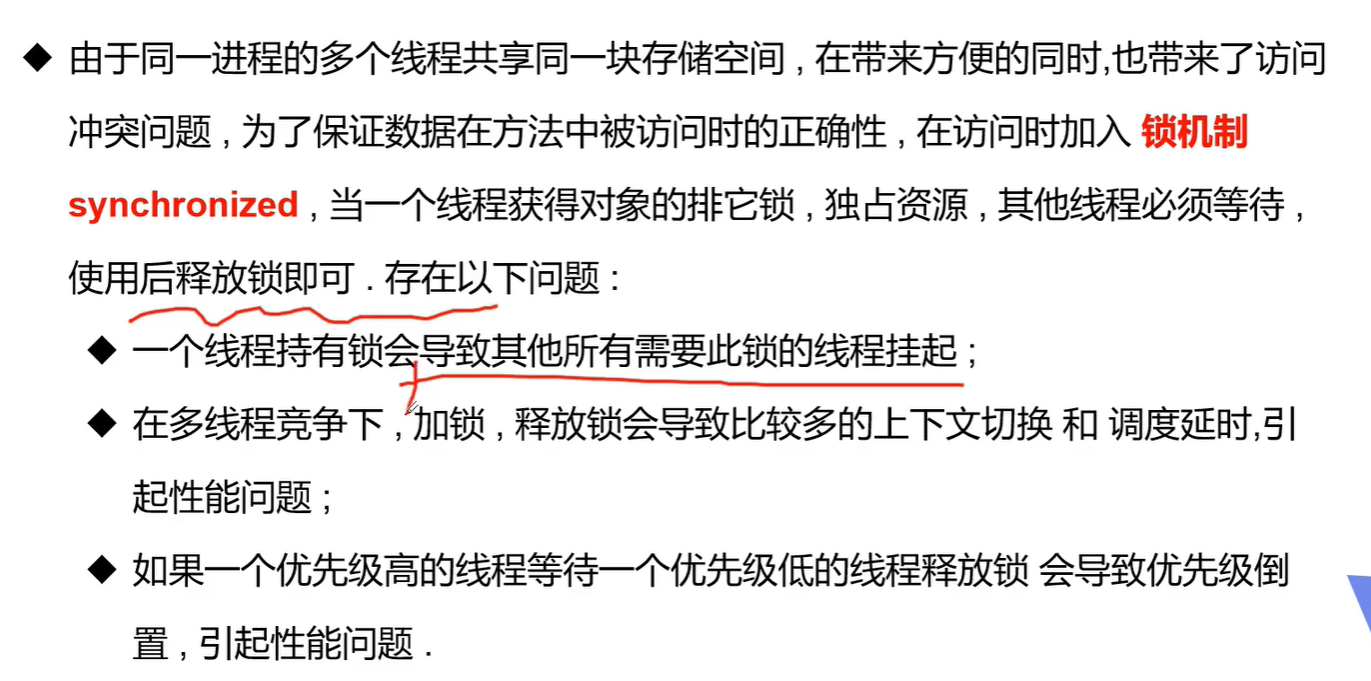 ◆ 由于同一进程的多个线程共享同一块存储空间 , 在带来方便的同时,也带来了访问
冲突问题 , 为了保证数据在方法中被访问时的正确性 , 在访问时加入 锁机制
synchronized , 当一个线程获得对象的排它锁 , 独占资源 , 其他线程必须等待 ,
使用后释放锁即可 . 存在以下问题 :
◆ 一个线程持有锁会导致其他所有需要此锁的线程挂起 ;
◆ 在多线程竞争下 , 加锁 , 释放锁会导致比较多的上下文切换 和 调度延时,引
起性能问题 ;
◆ 如果一个优先级高的线程等待一个优先级低的线程释放锁 会导致优先级倒
置 , 引起性能问题 .